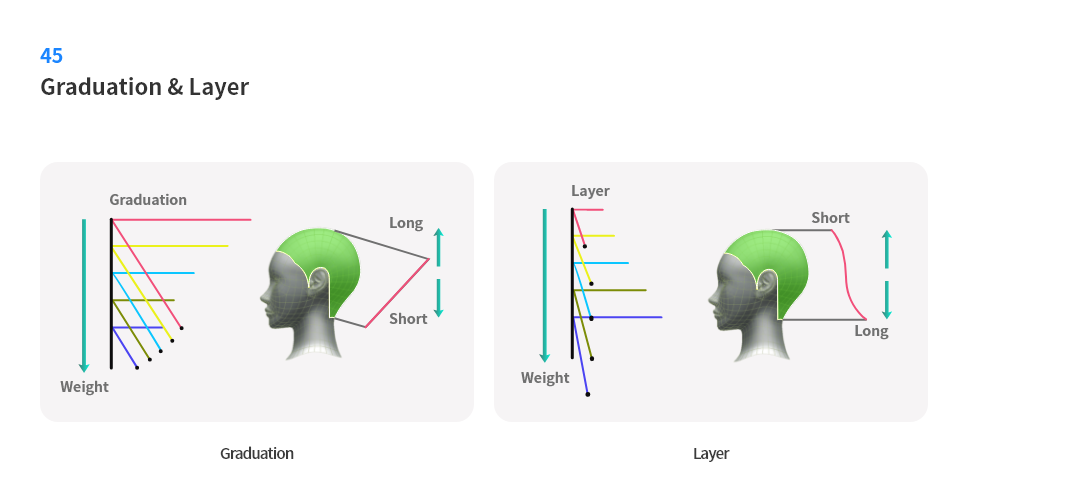 45
Graduation & Layer
Graduation
Long
Short
Weight
Layer
Short
Long
Weight
Graduation
Layer